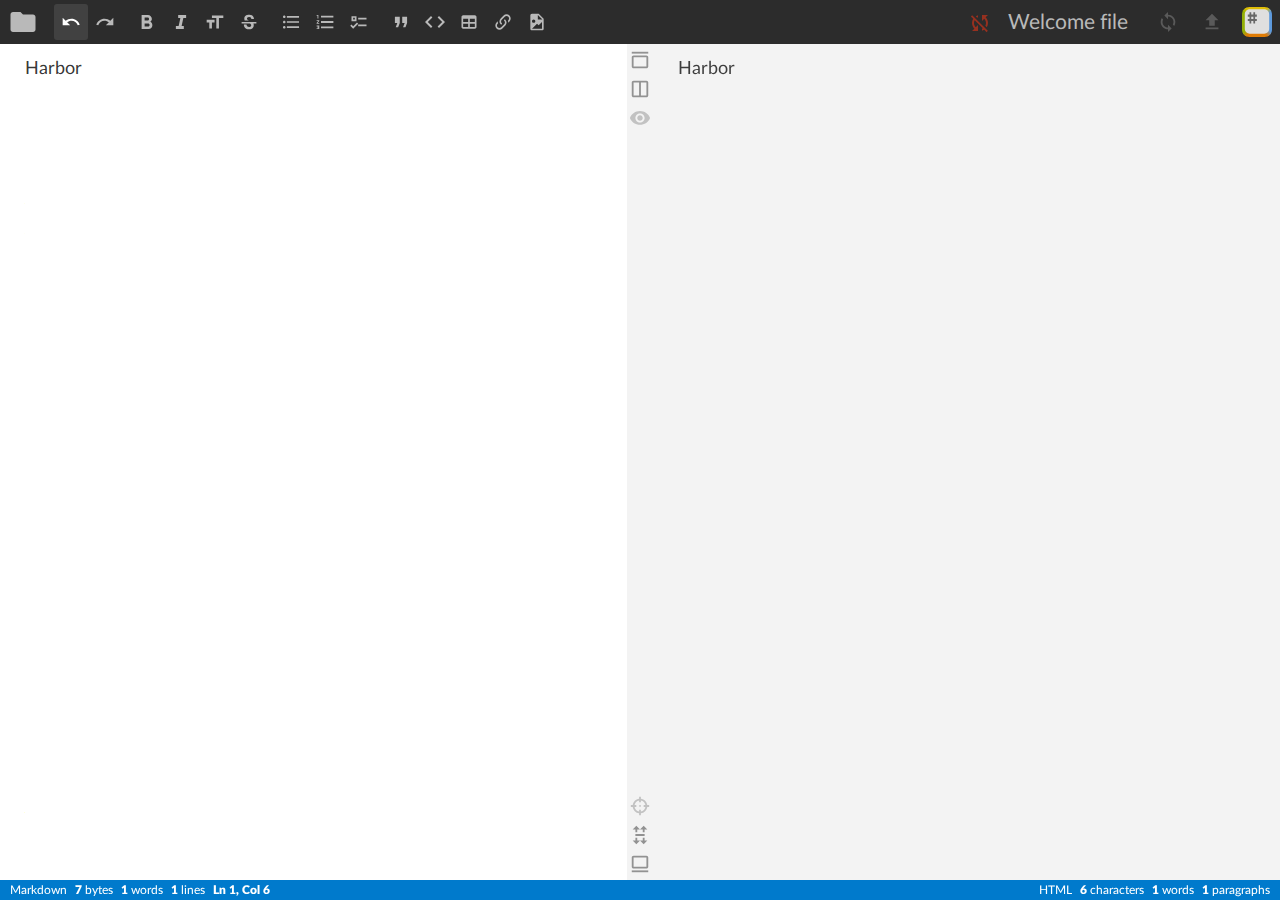 Welcome file
Harbor
Harbor
Markdown 7 bytes 1 words 1 lines Ln 1, Col 6
HTML 6 characters 1 words 1 paragraphs